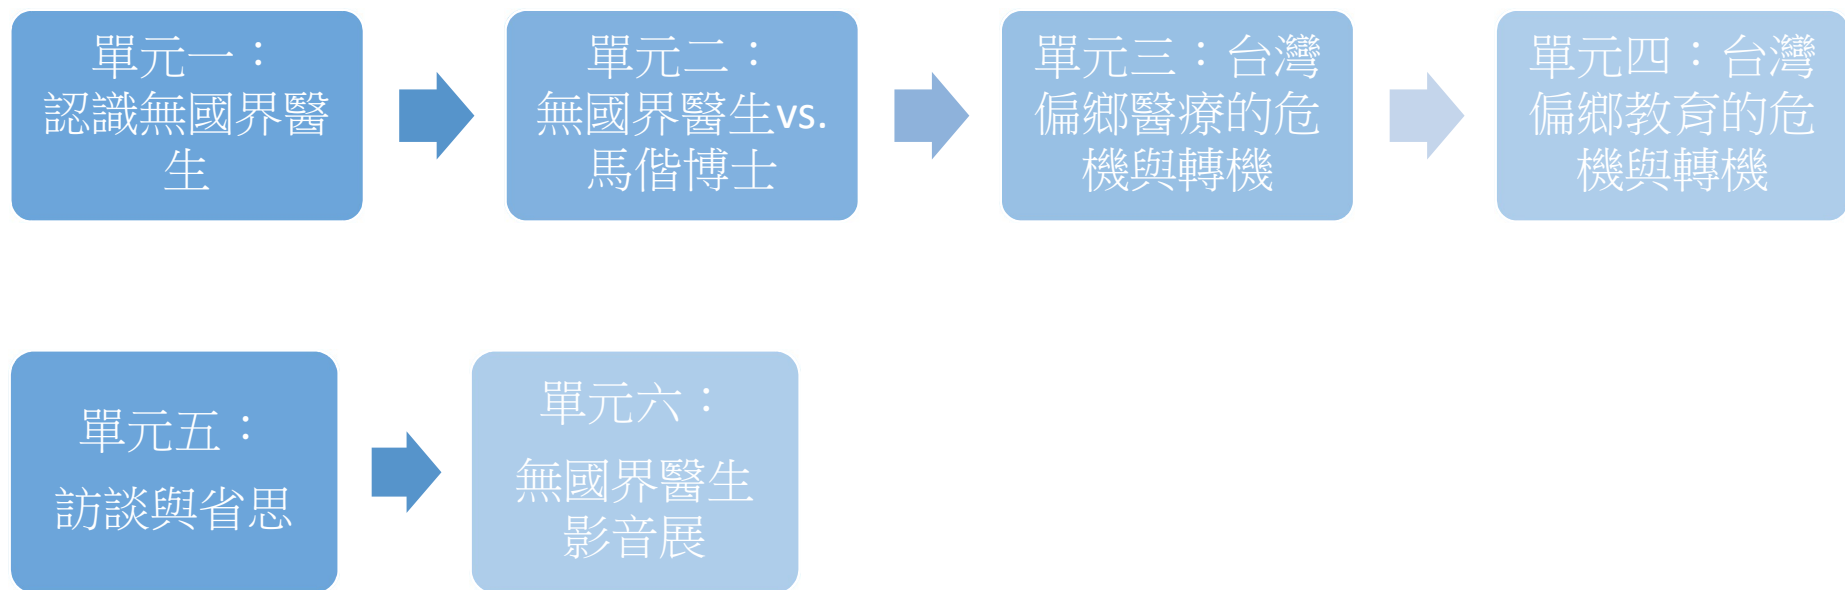 單元一：
認識無國界醫
生
單元二：
無國界醫生vs.
馬偕博士
單元三：台灣
偏鄉醫療的危
機與轉機
單元四：台灣
偏鄉教育的危
機與轉機
單元五：
訪談與省思
單元六：
無國界醫生
影音展